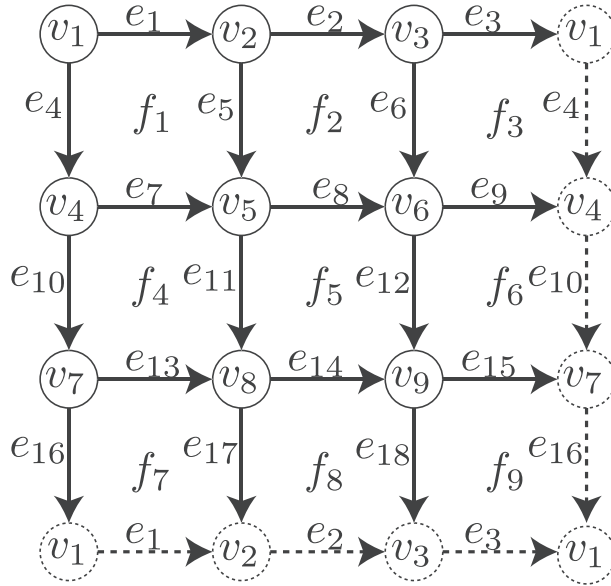 v₁ e₁ v₂ e₂ v₃ e₃ v₁
e₄ f₁ e₅ f₂ e₆ f₃ e₄
v₄ e₇ v₅ e₈ v₆ e₉ v₄
e₁₀ f₄ e₁₁ f₅ e₁₂ f₆ e₁₀
v₇ e₁₃ v₈ e₁₄ v₉ e₁₅ v₇
e₁₆ f₇ e₁₇ f₈ e₁₈ f₉ e₁₆
v₁ e₁ v₂ e₂ v₃ e₃ v₁